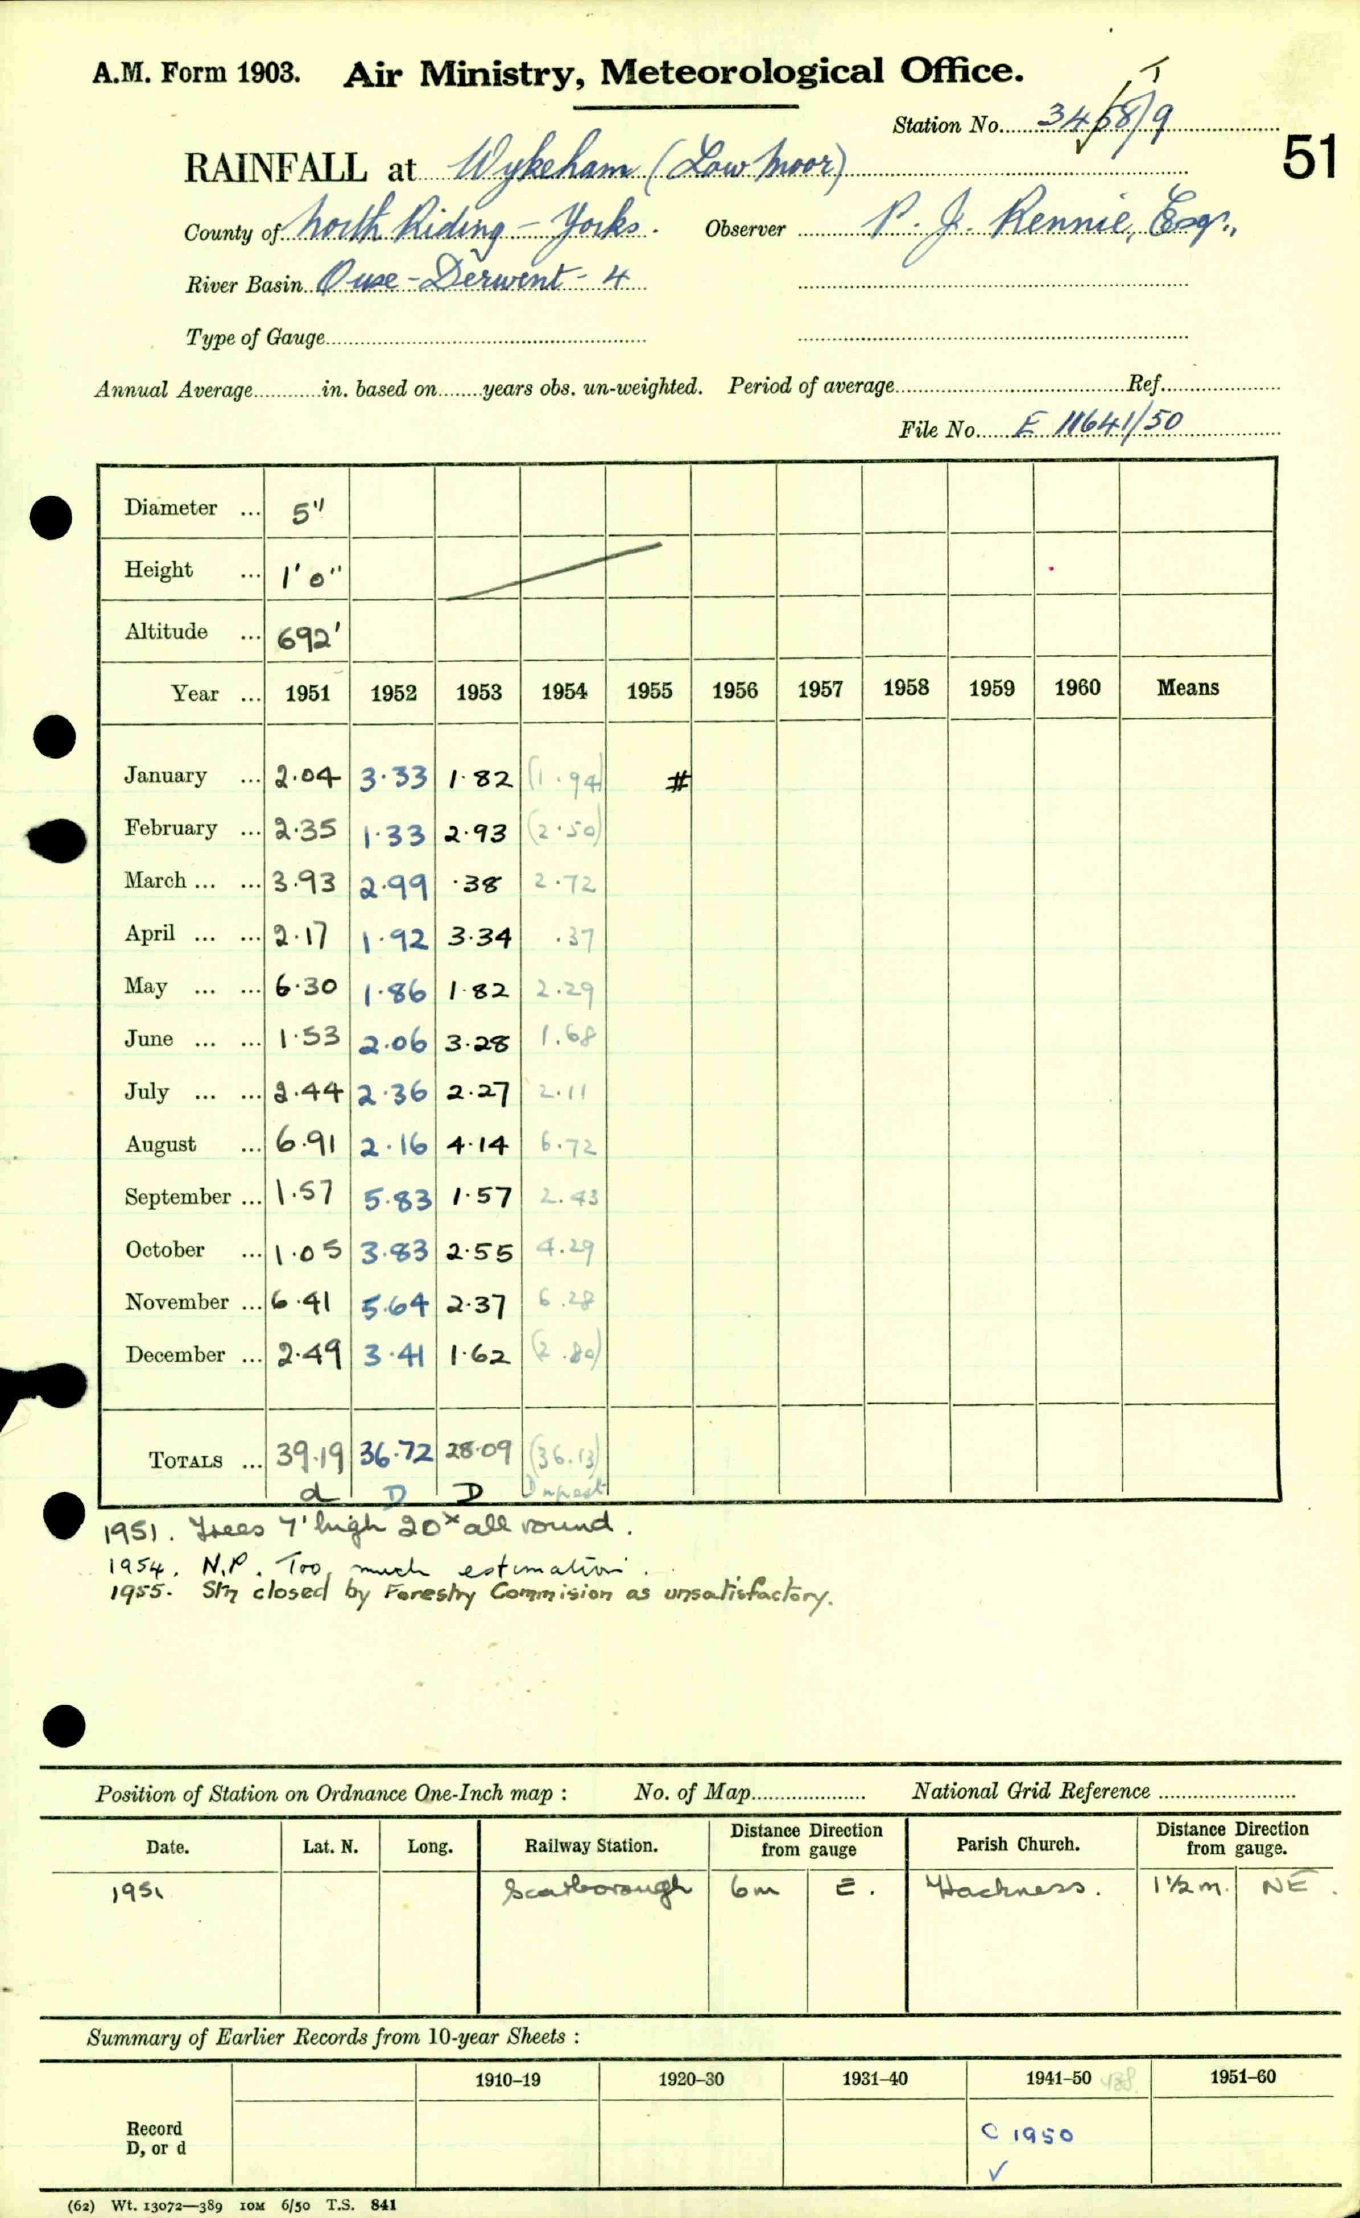 A.M. Form 1903. Air Ministry, Meteorological Office.
Station No. 3458/9
51
RAINFALL at Wykeham (Low Moor)
County of North Riding - Yorks. Observer P. J. Rennie, Esq.,
River Basin Ouse - Derwent - 4
Type of Gauge
Annual Average in. based on years obs. un-weighted. Period of average Ref.
File No. E 11641/50
Diameter ... 5"
Height ... 1' 0"
Altitude ... 692'
Year ... 1951 1952 1953 1954 1955 1956 1957 1958 1959 1960 Means
January ... 2.04 3.33 1.82 (1.94) #
February ... 2.35 1.33 2.93 (2.50)
March ... ... 3.93 2.99 .38 2.72
April ... ... 2.17 1.92 3.34 .37
May ... ... 6.30 1.86 1.82 2.29
June ... ... 1.53 2.06 3.28 1.68
July ... ... 2.44 2.36 2.27 2.11
August ... 6.91 2.16 4.14 6.72
September ... 1.57 5.83 1.57 2.43
October ... 1.05 3.83 2.55 4.29
November ... 6.41 5.64 2.37 6.28
December ... 2.49 3.41 1.62 (2.80)
TOTALS ... 39.19 36.72 28.09 (36.13)
d D D
1951. Trees 7' high 20x all round.
1954. N.P. Too much estimation.
1955. Stn closed by Forestry Commision as unsatisfactory.
Position of Station on Ordnance One-Inch map : No. of Map National Grid Reference
Date. Lat. N. Long. Railway Station. Distance Direction from gauge Parish Church. Distance Direction from gauge.
1951 Scarborough 6m E. Hackness. 1½m. NE.
Summary of Earlier Records from 10-year Sheets :
1910–19 1920–30 1931–40 1941–50 1951–60
Record
D, or d
C 1950
✓
(62) Wt. 13072—389 10M 6/50 T.S. 841